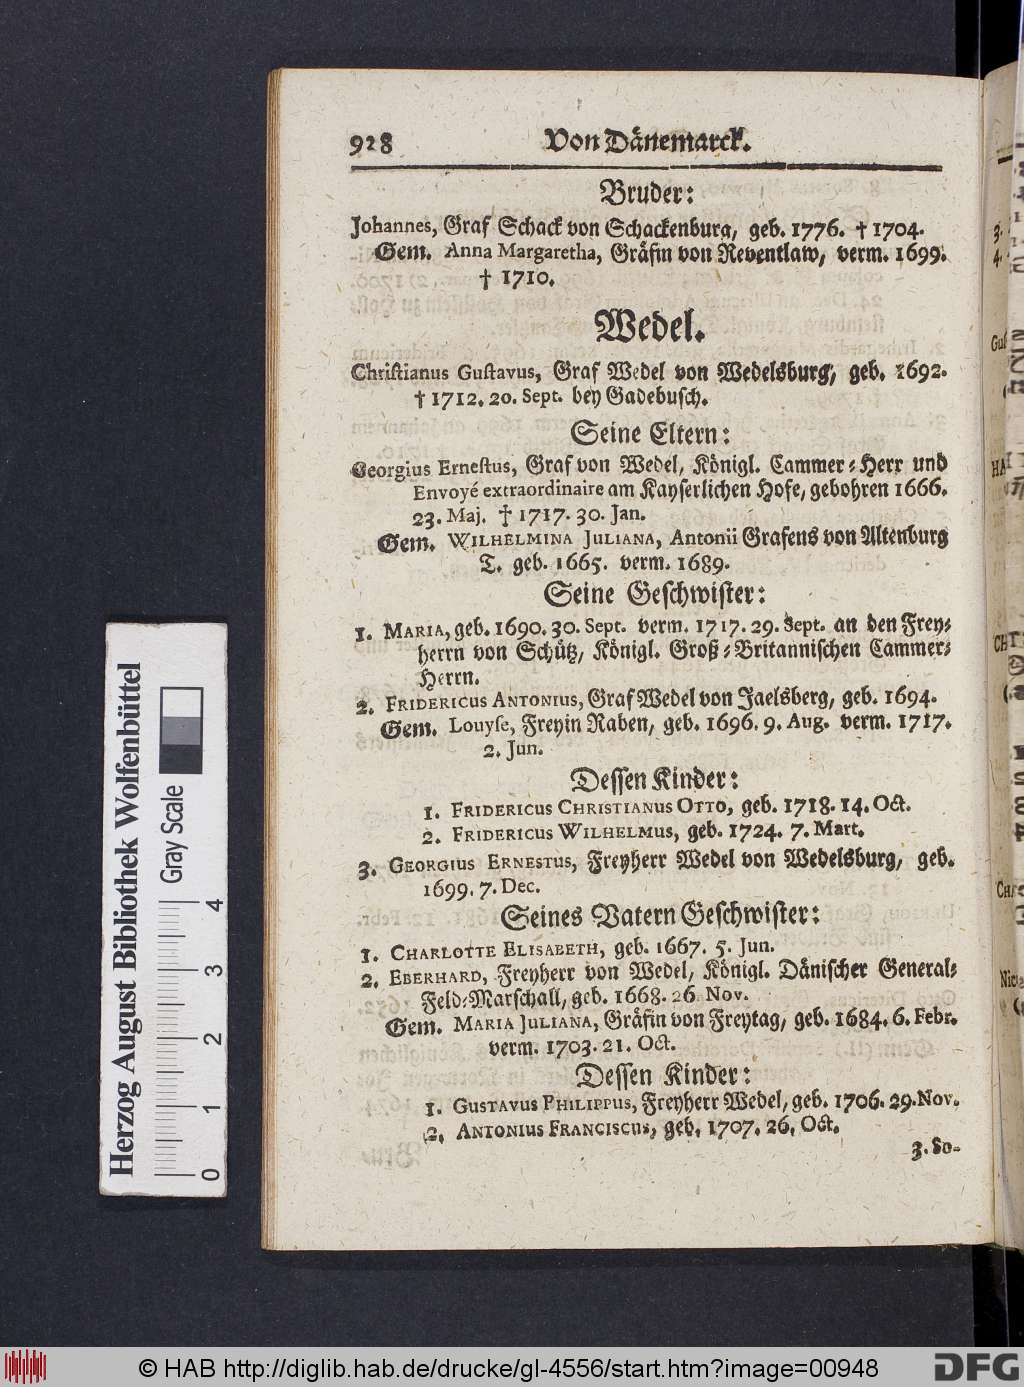 928 Von Dänemarck.
Bruder:
Johannes, Graf Schack von Schackenburg, geb. 1776. † 1704.
Gem. Anna Margaretha, Gräfin von Reventlaw, verm. 1699.
† 1710.
Wedel.
Christianus Gustavus, Graf Wedel von Wedelsburg, geb. 1692.
† 1712. 20. Sept. bey Gadebusch.
Seine Eltern:
Georgius Ernestus, Graf von Wedel, Königl. Cammer-Herr und
Envoyé extraordinaire am Kayserlichen Hofe, gebohren 1666.
23. Maj. † 1717. 30. Jan.
Gem. WILHELMINA JULIANA, Antonii Grafens von Altenburg
T. geb. 1665. verm. 1689.
Seine Geschwister:
1. MARIA, geb. 1690. 30. Sept. verm. 1717. 29. Sept. an den Frey-
herrn von Schütz, Königl. Groß-Britannischen Cammer-
Herrn.
2. FRIDERICUS ANTONIUS, Graf Wedel von Jaelsberg, geb. 1694.
Gem. Louyse, Freyin Raben, geb. 1696. 9. Aug. verm. 1717.
2. Jun.
Dessen Kinder:
1. FRIDERICUS CHRISTIANUS OTTO, geb. 1718. 14. Oct.
2. FRIDERICUS WILHELMUS, geb. 1724. 7. Mart.
3. GEORGIUS ERNESTUS, Freyherr Wedel von Wedelsburg, geb.
1699. 7. Dec.
Seines Vatern Geschwister:
1. CHARLOTTE ELISABETH, geb. 1667. 5. Jun.
2. EBERHARD, Freyherr von Wedel, Königl. Dänischer General-
Feld-Marschall, geb. 1668. 26. Nov.
Gem. MARIA JULIANA, Gräfin von Freytag, geb. 1684. 6. Febr.
verm. 1703. 21. Oct.
Dessen Kinder:
1. GUSTAVUS PHILIPPUS, Freyherr Wedel, geb. 1706. 29. Nov.
2. ANTONIUS FRANCISCUS, geb. 1707. 26. Oct.
3. So-
Herzog August Bibliothek Wolfenbüttel
Gray Scale
0 1 2 3 4
© HAB http://diglib.hab.de/drucke/gl-4556/start.htm?image=00948
DFG